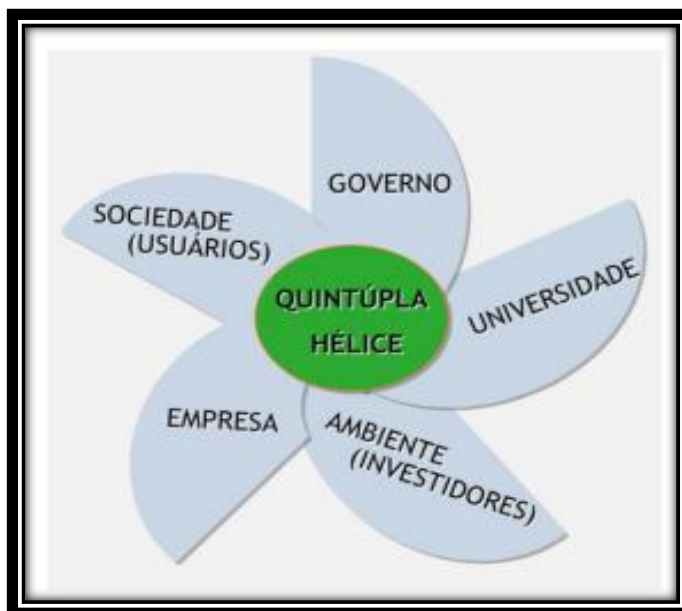 GOVERNO
SOCIEDADE
(USUÁRIOS)
UNIVERSIDADE
QUINTÚPLA
HÉLICE
EMPRESA
AMBIENTE
(INVESTIDORES)